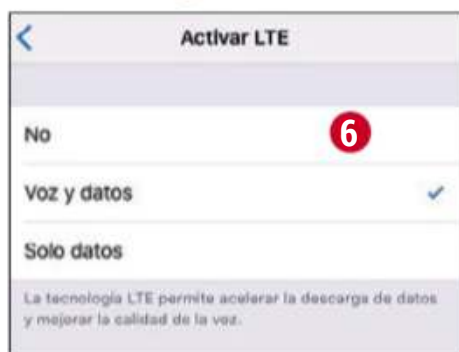 Activar LTE
No 6
Voz y datos
Solo datos
La tecnología LTE permite acelerar la descarga de datos
y mejorar la calidad de la voz.